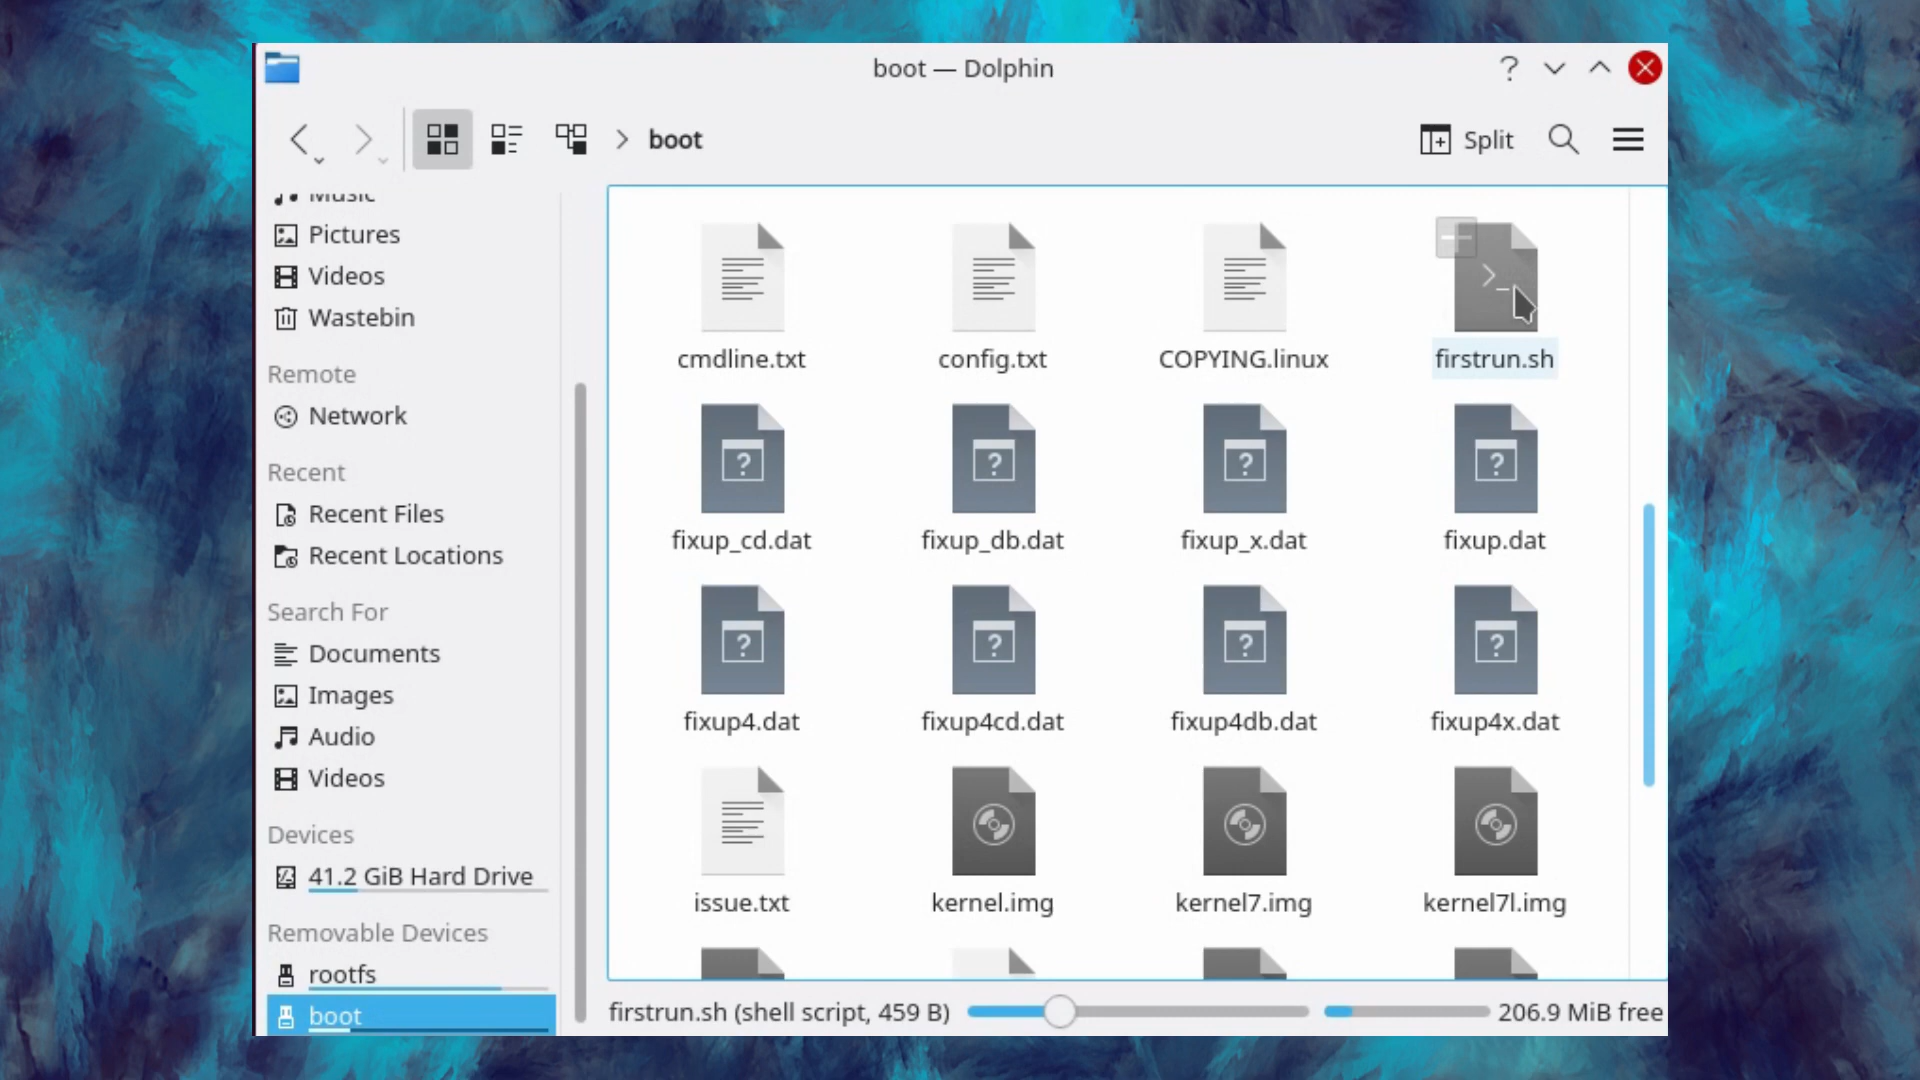 boot — Dolphin
?
boot
Split
Music
Pictures
Videos
Wastebin
Remote
Network
Recent
Recent Files
Recent Locations
Search For
Documents
Images
Audio
Videos
Devices
41.2 GiB Hard Drive
Removable Devices
rootfs
boot
cmdline.txt
config.txt
COPYING.linux
firstrun.sh
fixup_cd.dat
fixup_db.dat
fixup_x.dat
fixup.dat
fixup4.dat
fixup4cd.dat
fixup4db.dat
fixup4x.dat
issue.txt
kernel.img
kernel7.img
kernel7l.img
firstrun.sh (shell script, 459 B)
206.9 MiB free